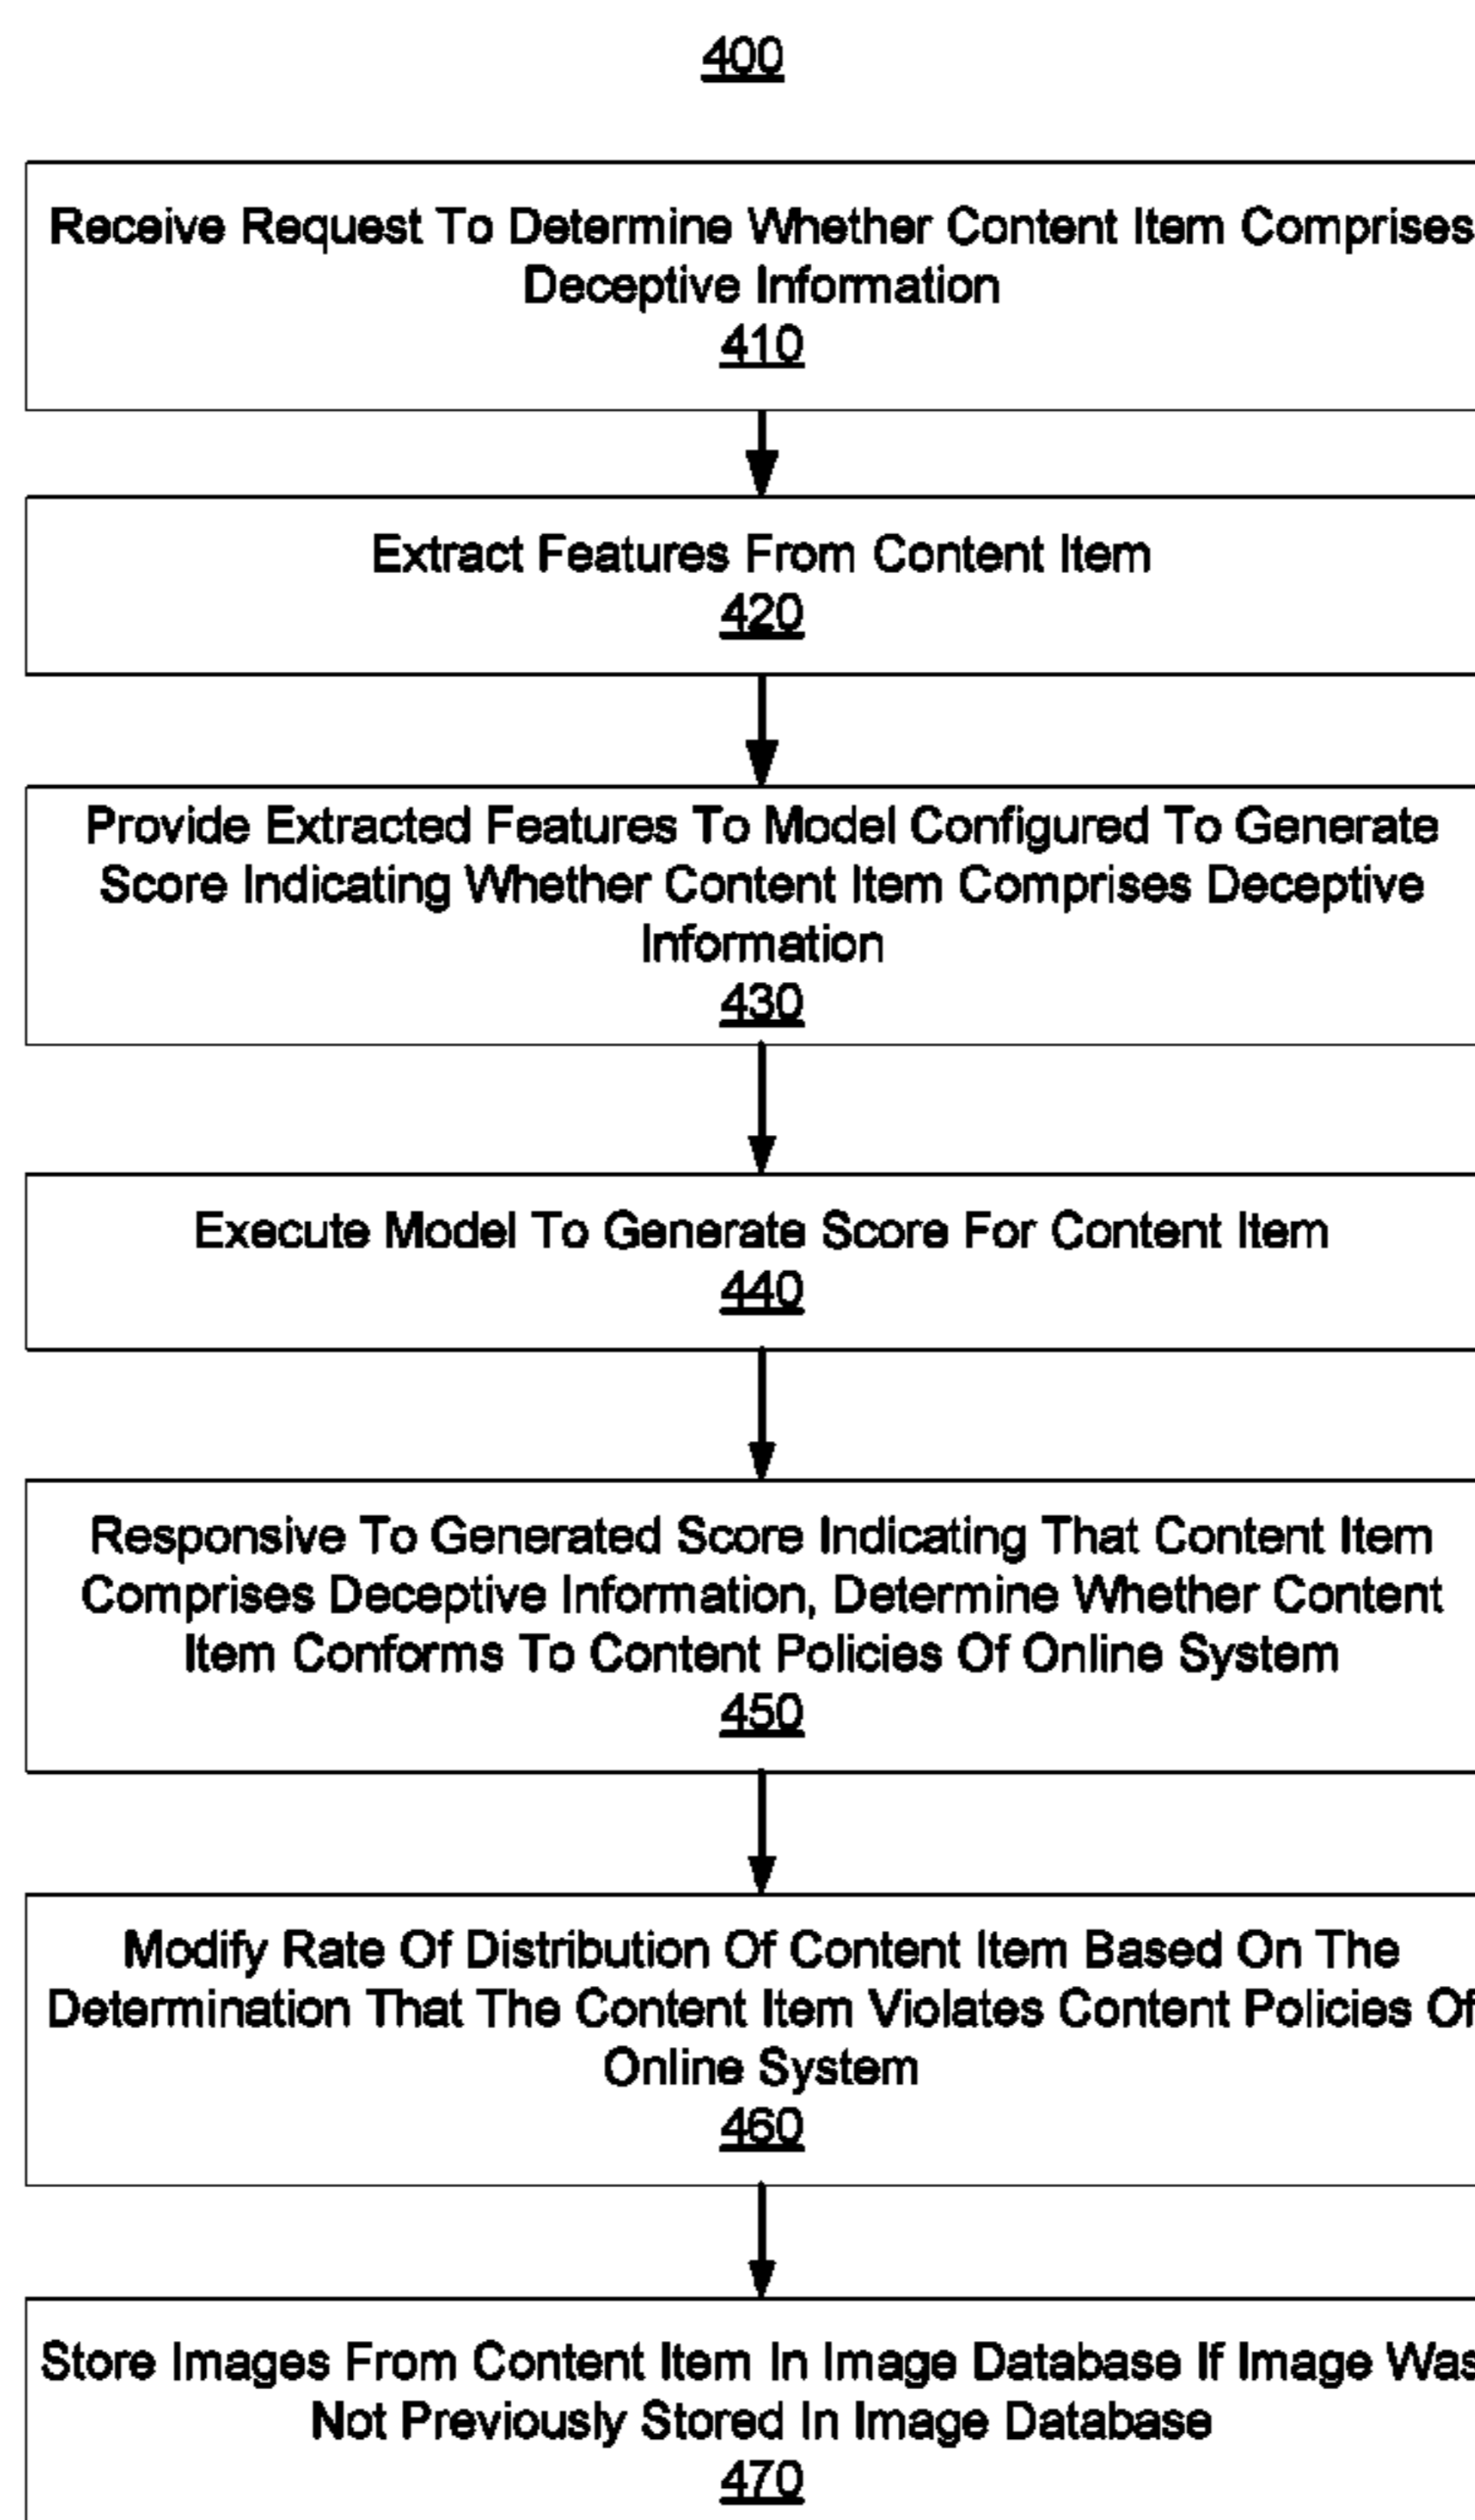 400
Receive Request To Determine Whether Content Item Comprises
Deceptive Information
410
Extract Features From Content Item
420
Provide Extracted Features To Model Configured To Generate
Score Indicating Whether Content Item Comprises Deceptive
Information
430
Execute Model To Generate Score For Content Item
440
Responsive To Generated Score Indicating That Content Item
Comprises Deceptive Information, Determine Whether Content
Item Conforms To Content Policies Of Online System
450
Modify Rate Of Distribution Of Content Item Based On The
Determination That The Content Item Violates Content Policies Of
Online System
460
Store Images From Content Item In Image Database If Image Was
Not Previously Stored In Image Database
470